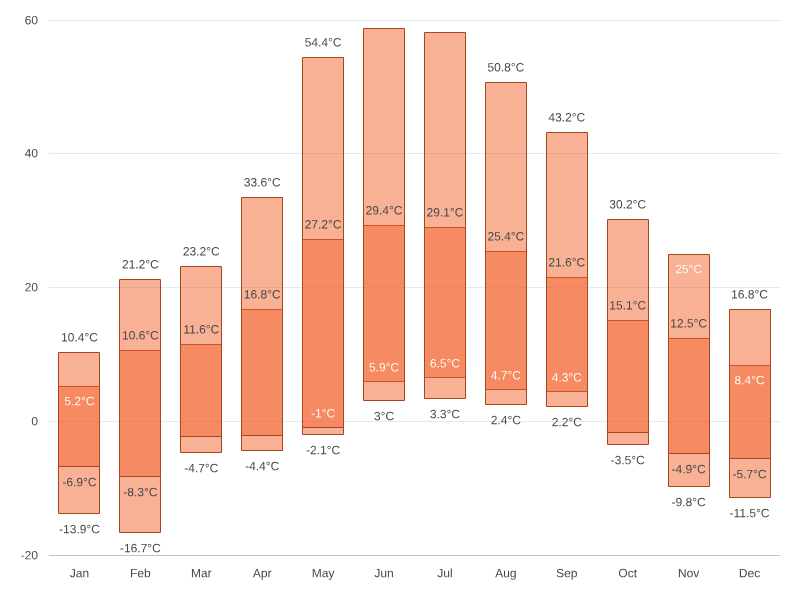 60
54.4°C
50.8°C
43.2°C
40
33.6°C
29.4°C
29.1°C
30.2°C
27.2°C
25.4°C
23.2°C
21.6°C
25°C
21.2°C
20
16.8°C
16.8°C
15.1°C
12.5°C
11.6°C
10.6°C
10.4°C
8.4°C
6.5°C
5.9°C
4.7°C
4.3°C
5.2°C
-1°C
0
3°C
3.3°C
2.4°C
2.2°C
-2.1°C
-3.5°C
-4.4°C
-4.7°C
-4.9°C
-5.7°C
-6.9°C
-8.3°C
-9.8°C
-11.5°C
-13.9°C
-16.7°C
-20
Jan Feb Mar Apr May Jun Jul Aug Sep Oct Nov Dec